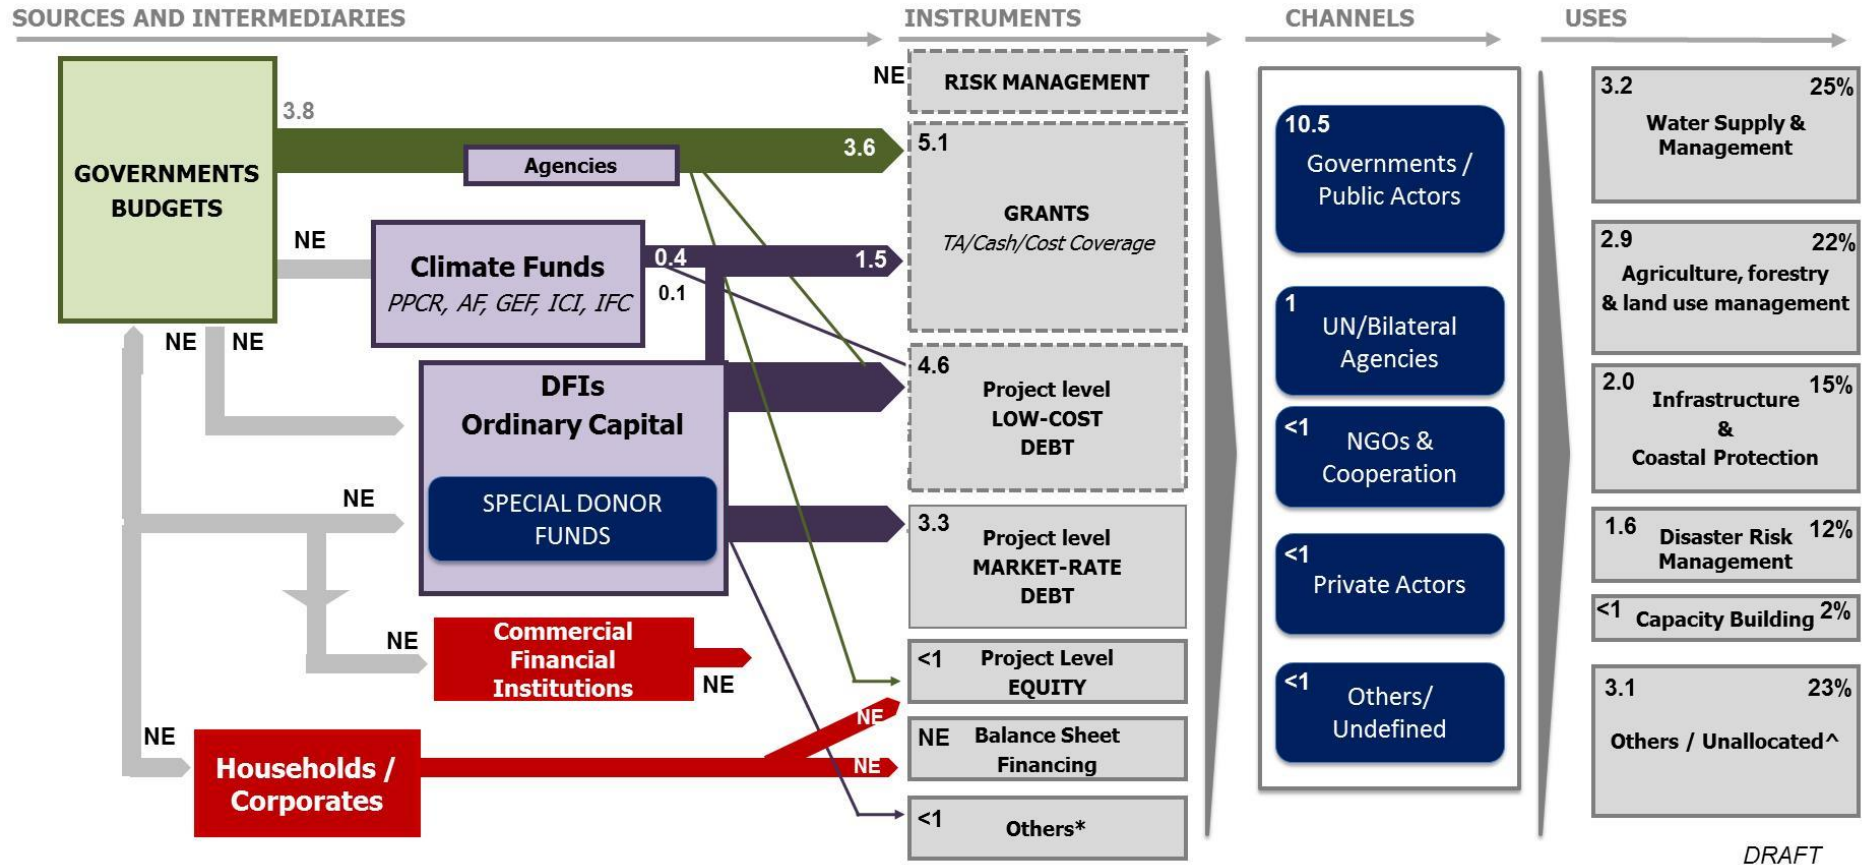 SOURCES AND INTERMEDIARIES
INSTRUMENTS
CHANNELS
USES
GOVERNMENTS
BUDGETS
3.8
3.6
Agencies
NE
Climate Funds
PPCR, AF, GEF, ICI, IFC
0.4
0.1
1.5
NE
NE
DFIs
Ordinary Capital
SPECIAL DONOR
FUNDS
NE
NE
Commercial
Financial
Institutions
NE
NE
Households /
Corporates
NE
NE
NE
RISK MANAGEMENT
5.1
GRANTS
TA/Cash/Cost Coverage
4.6
Project level
LOW-COST
DEBT
3.3
Project level
MARKET-RATE
DEBT
<1
Project Level
EQUITY
NE
Balance Sheet
Financing
<1
Others*
10.5
Governments /
Public Actors
1
UN/Bilateral
Agencies
<1
NGOs &
Cooperation
<1
Private Actors
<1
Others/
Undefined
3.2 25%
Water Supply &
Management
2.9 22%
Agriculture, forestry
& land use management
2.0 15%
Infrastructure
&
Coastal Protection
1.6 12%
Disaster Risk
Management
<1 Capacity Building 2%
3.1 23%
Others / Unallocated^
DRAFT